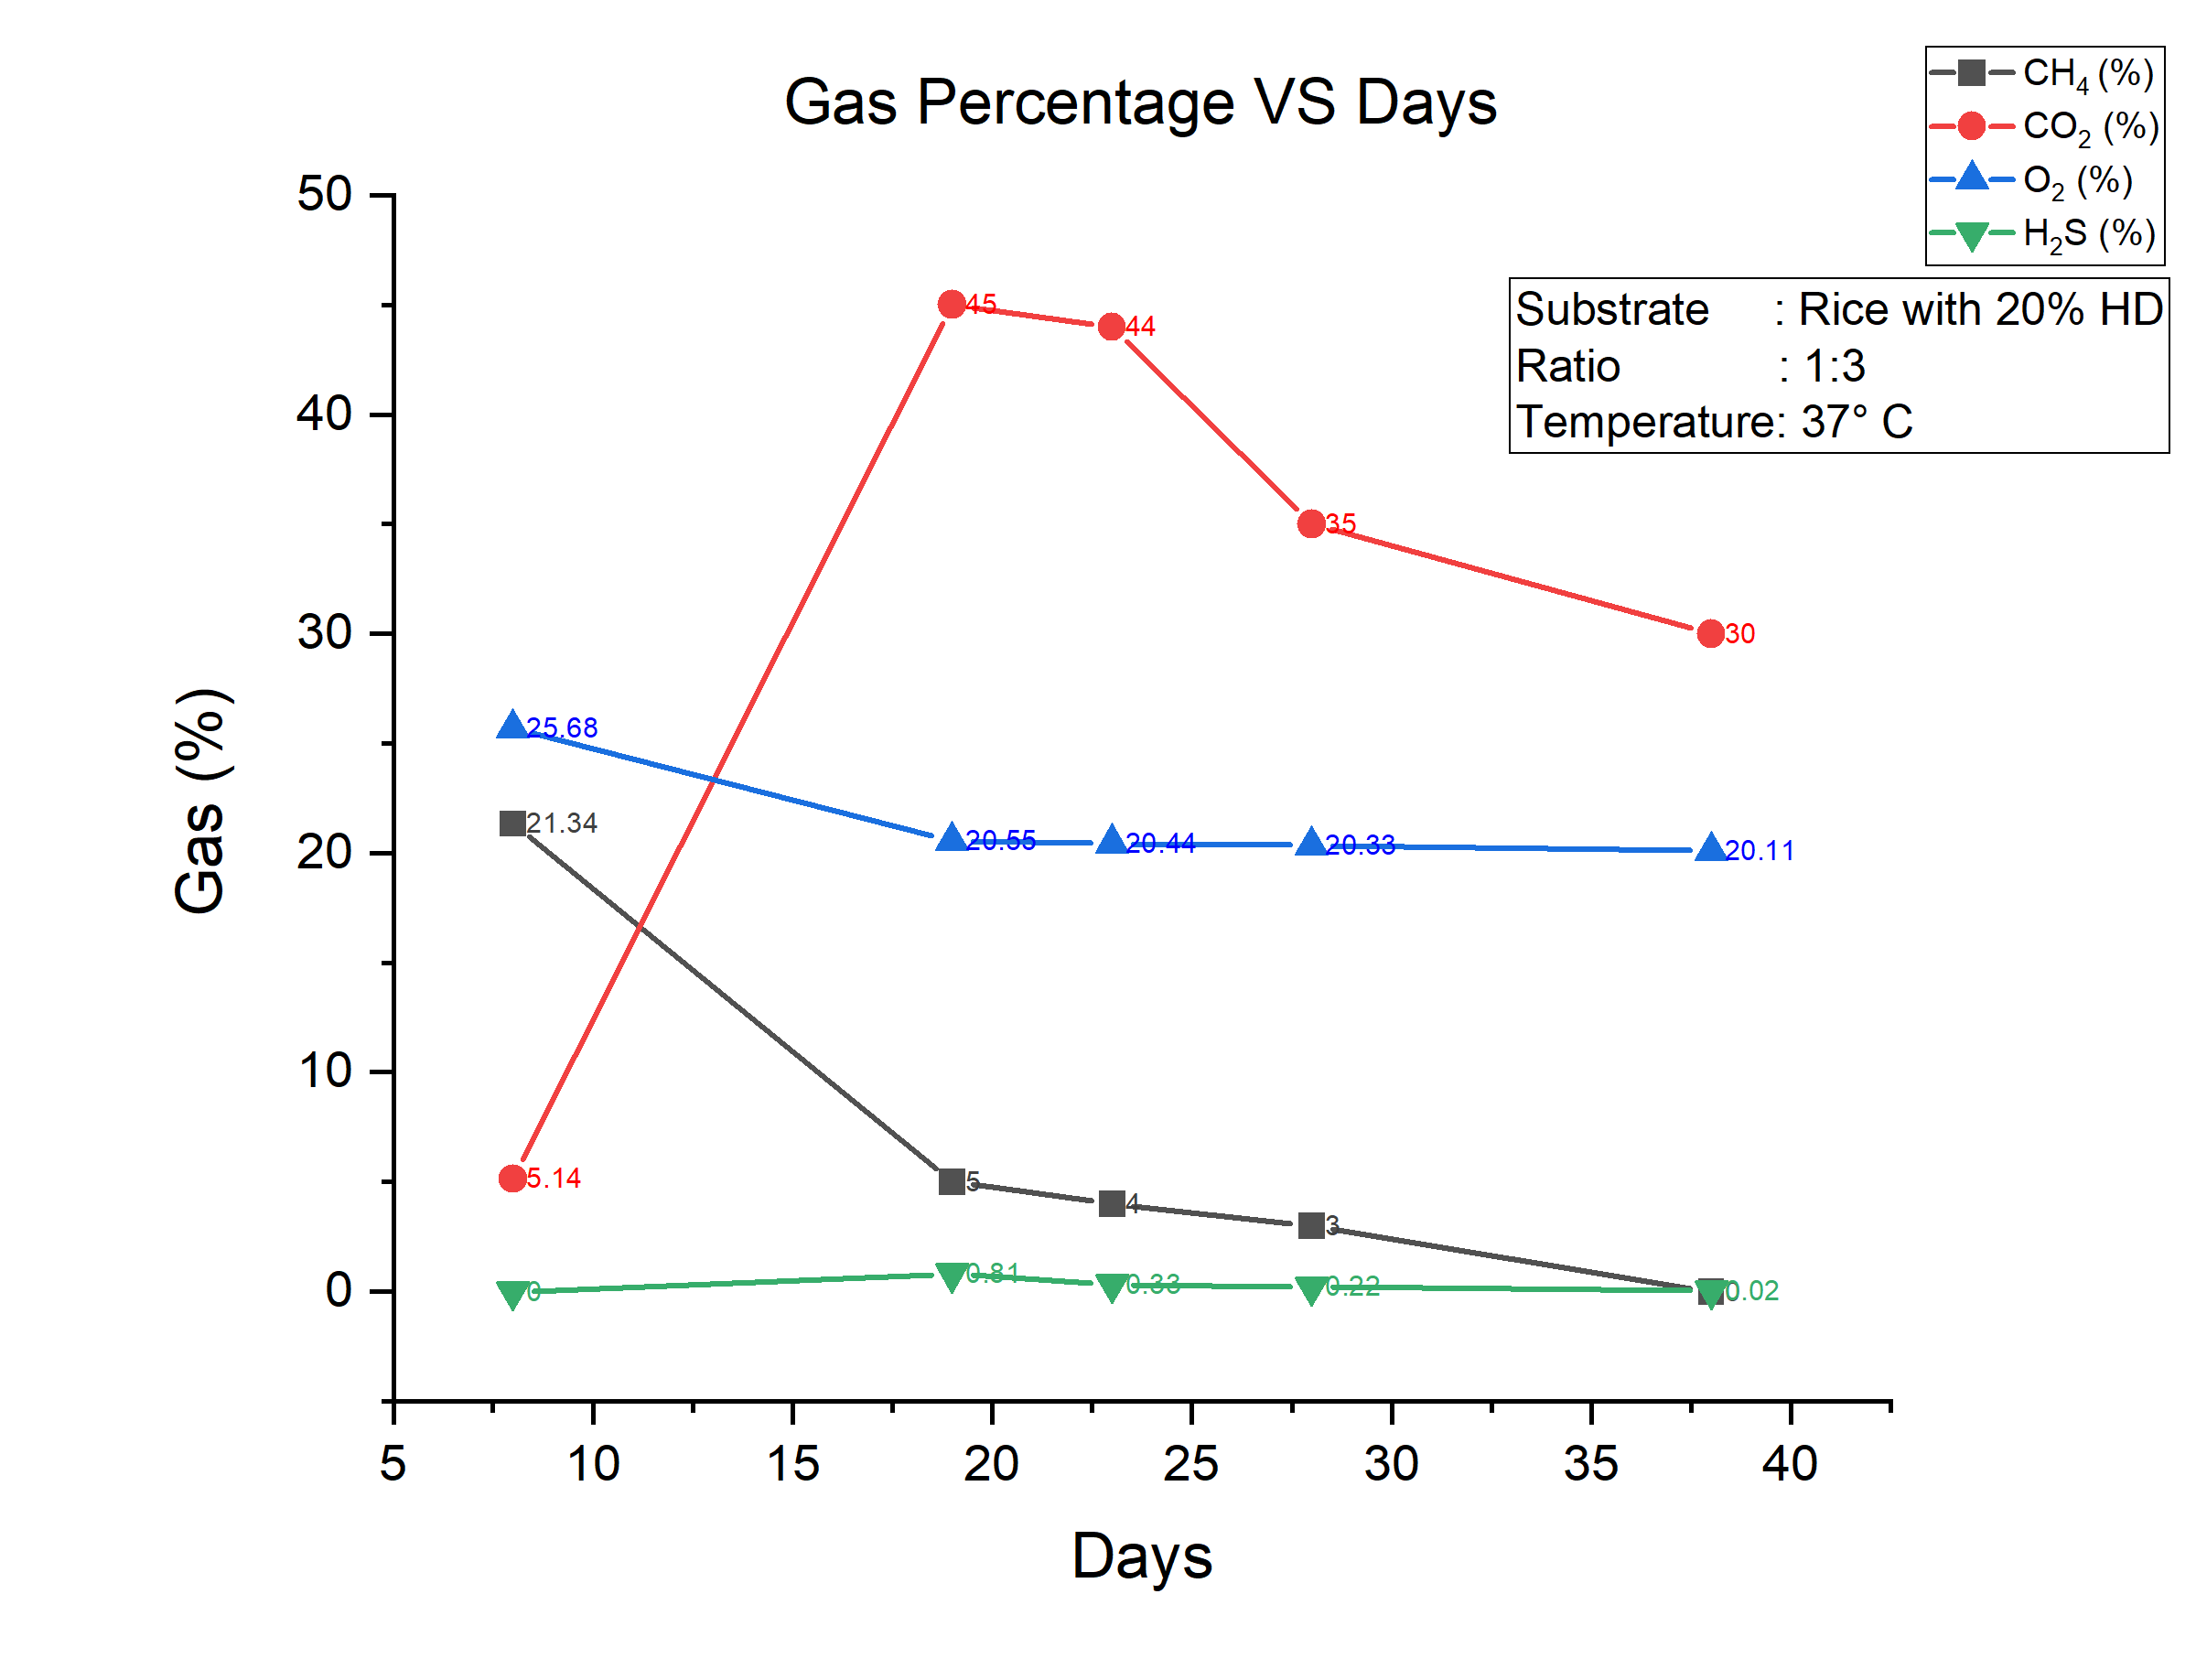 Gas Percentage VS Days
CH₄ (%)
CO₂ (%)
O₂ (%)
H₂S (%)
Substrate : Rice with 20% HD
Ratio : 1:3
Temperature: 37° C
Gas (%)
50
40
30
20
10
0
45
44
35
30
25.68
20.55
20.44
20.33
20.11
21.34
5
4
3
5.14
0
0.81
0.33
0.22
0.02
5 10 15 20 25 30 35 40
Days